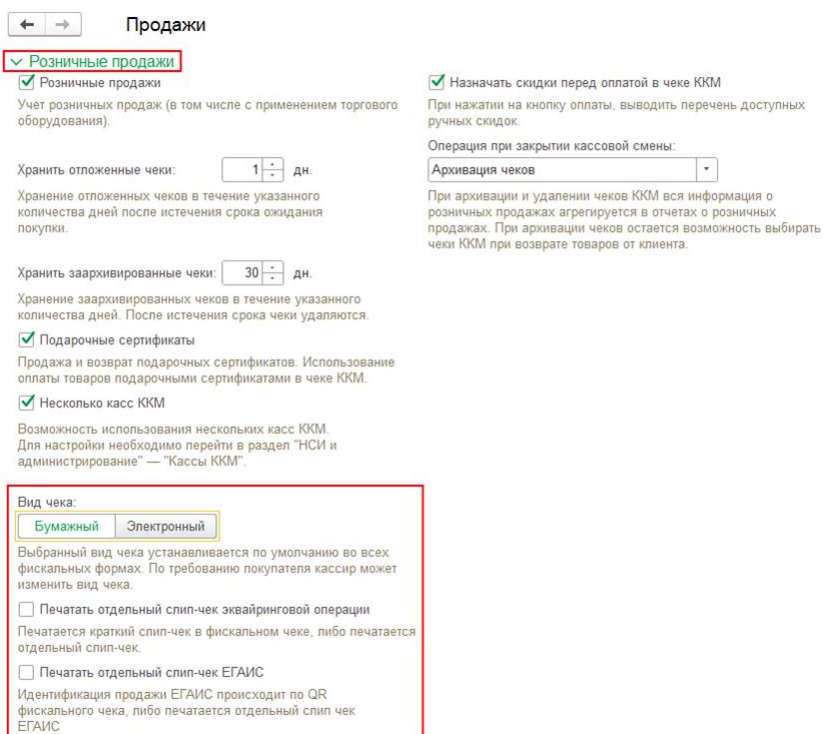 Продажи
Розничные продажи
Розничные продажи
Учет розничных продаж (в том числе с применением торгового
оборудования).
Хранить отложенные чеки: 1 дн.
Хранение отложенных чеков в течение указанного
количества дней после истечения срока ожидания
покупки.
Хранить заархивированные чеки: 30 дн.
Хранение заархивированных чеков в течение указанного
количества дней. После истечения срока чеки удаляются.
Подарочные сертификаты
Продажа и возврат подарочных сертификатов. Использование
оплаты товаров подарочными сертификатами в чеке ККМ.
Несколько касс ККМ
Возможность использования нескольких касс ККМ.
Для настройки необходимо перейти в раздел "НСИ и
администрирование" — "Кассы ККМ".
Вид чека:
Бумажный Электронный
Выбранный вид чека устанавливается по умолчанию во всех
фискальных формах. По требованию покупателя кассир может
изменить вид чека.
Печатать отдельный слип-чек эквайринговой операции
Печатается краткий слип-чек в фискальном чеке, либо печатается
отдельный слип-чек.
Печатать отдельный слип-чек ЕГАИС
Идентификация продажи ЕГАИС происходит по QR
фискального чека, либо печатается отдельный слип чек
ЕГАИС
Назначать скидки перед оплатой в чеке ККМ
При нажатии на кнопку оплаты, выводить перечень доступных
ручных скидок.
Операция при закрытии кассовой смены:
Архивация чеков
При архивации и удалении чеков ККМ вся информация о
розничных продажах агрегируется в отчетах о розничных
продажах. При архивации чеков остается возможность выбирать
чеки ККМ при возврате товаров от клиента.